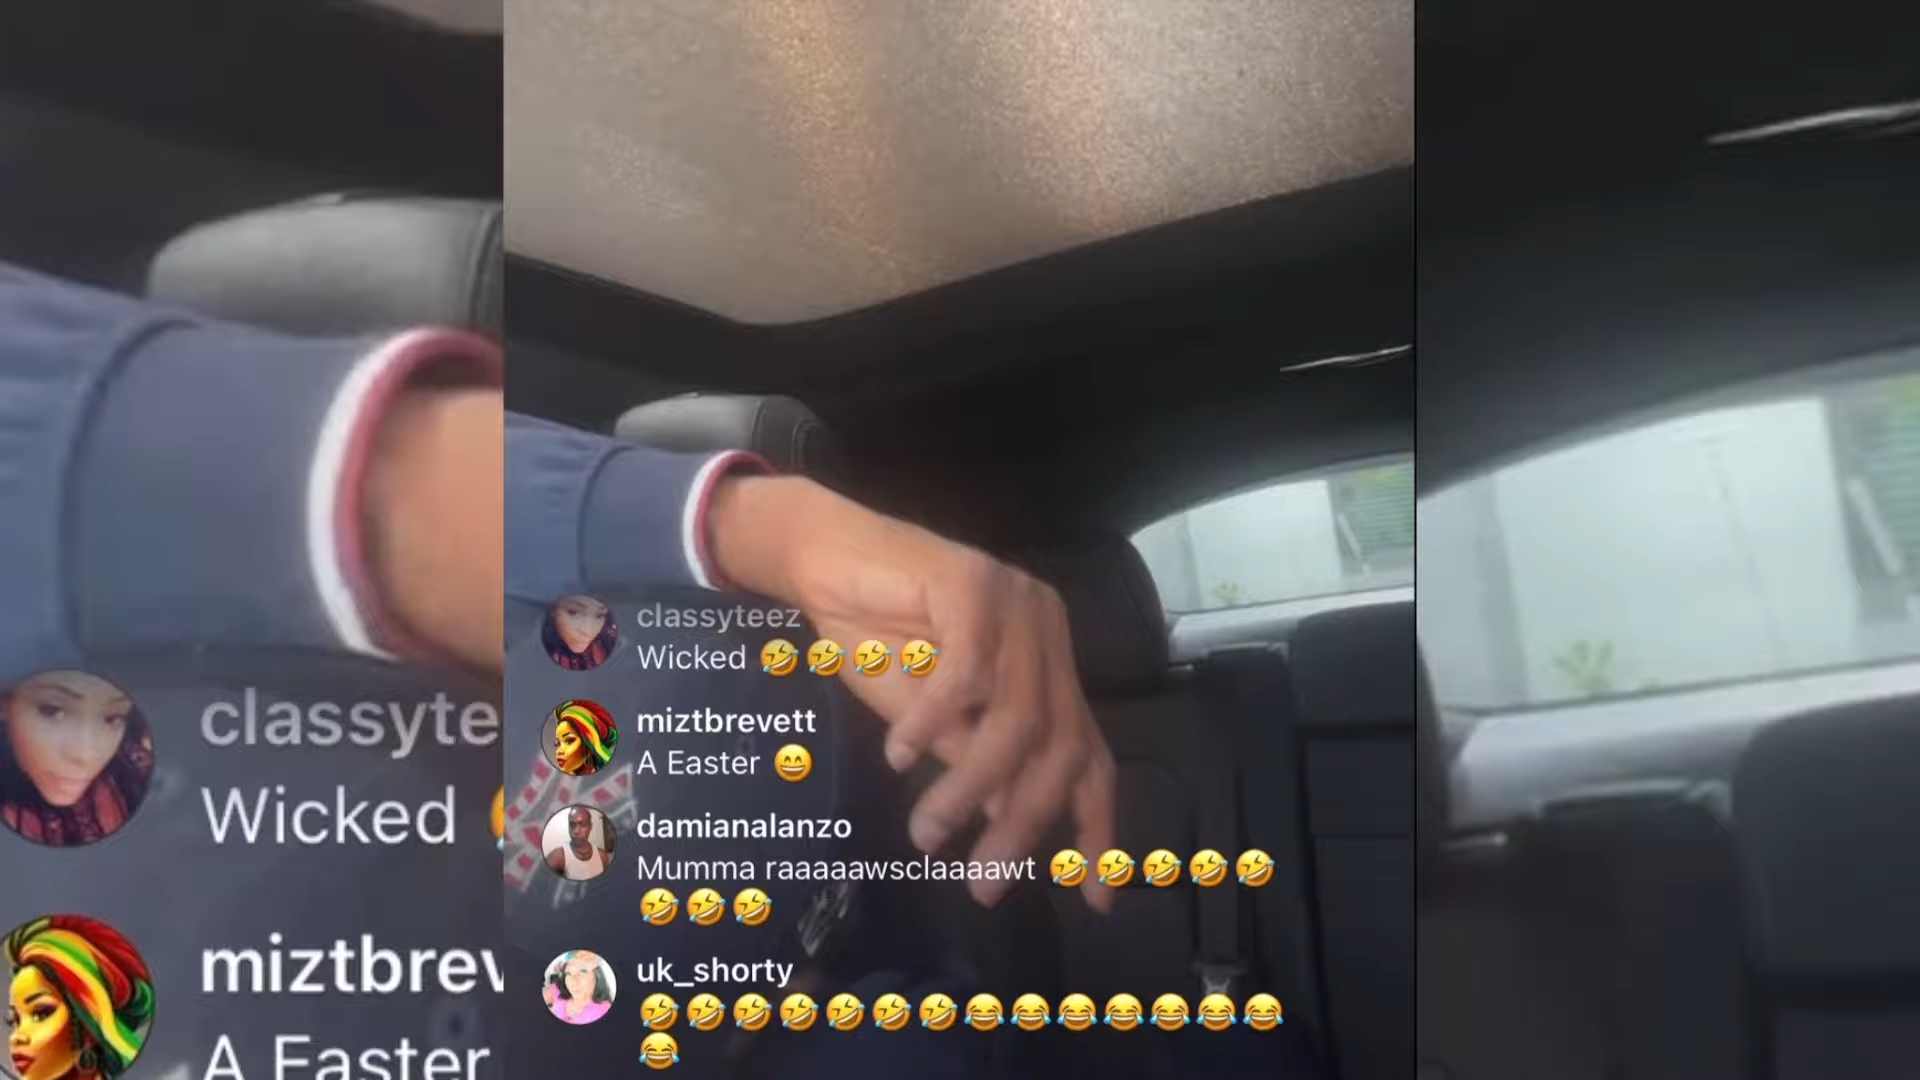 classyteez
Wicked 🤣🤣🤣🤣
miztbrevett
A Easter 😄
damianalanzo
Mumma raaaaawsclaaaawt 🤣🤣🤣🤣🤣
🤣🤣🤣
uk_shorty
🤣🤣🤣🤣🤣🤣🤣😂😂😂😂😂😂😂
😂
classyte
Wicked
miztbrev
A Easter